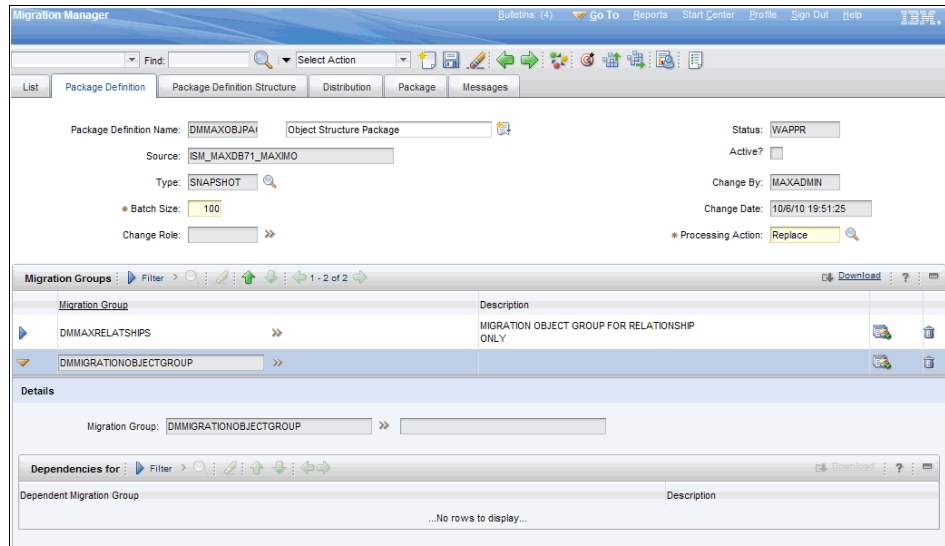 Migration Manager Bulletins: (4) Go To Reports Start Center Profile Sign Out Help IBM.
Find: Select Action
List Package Definition Package Definition Structure Distribution Package Messages
Package Definition Name: DMMAXOBJPA Object Structure Package Status: WAPPR
Source: ISM_MAXDB71_MAXIMO Active?
Type: SNAPSHOT Change By: MAXADMIN
Batch Size: 100 Change Date: 10/6/10 19:51:25
Change Role: Processing Action: Replace
Migration Groups Filter 1 - 2 of 2 Download ?
Migration Group Description
DMMAXRELATSHIPS MIGRATION OBJECT GROUP FOR RELATIONSHIP
ONLY
DMMIGRATIONOBJECTGROUP
Details
Migration Group: DMMIGRATIONOBJECTGROUP
Dependencies for Filter Download ?
Dependent Migration Group Description
...No rows to display...